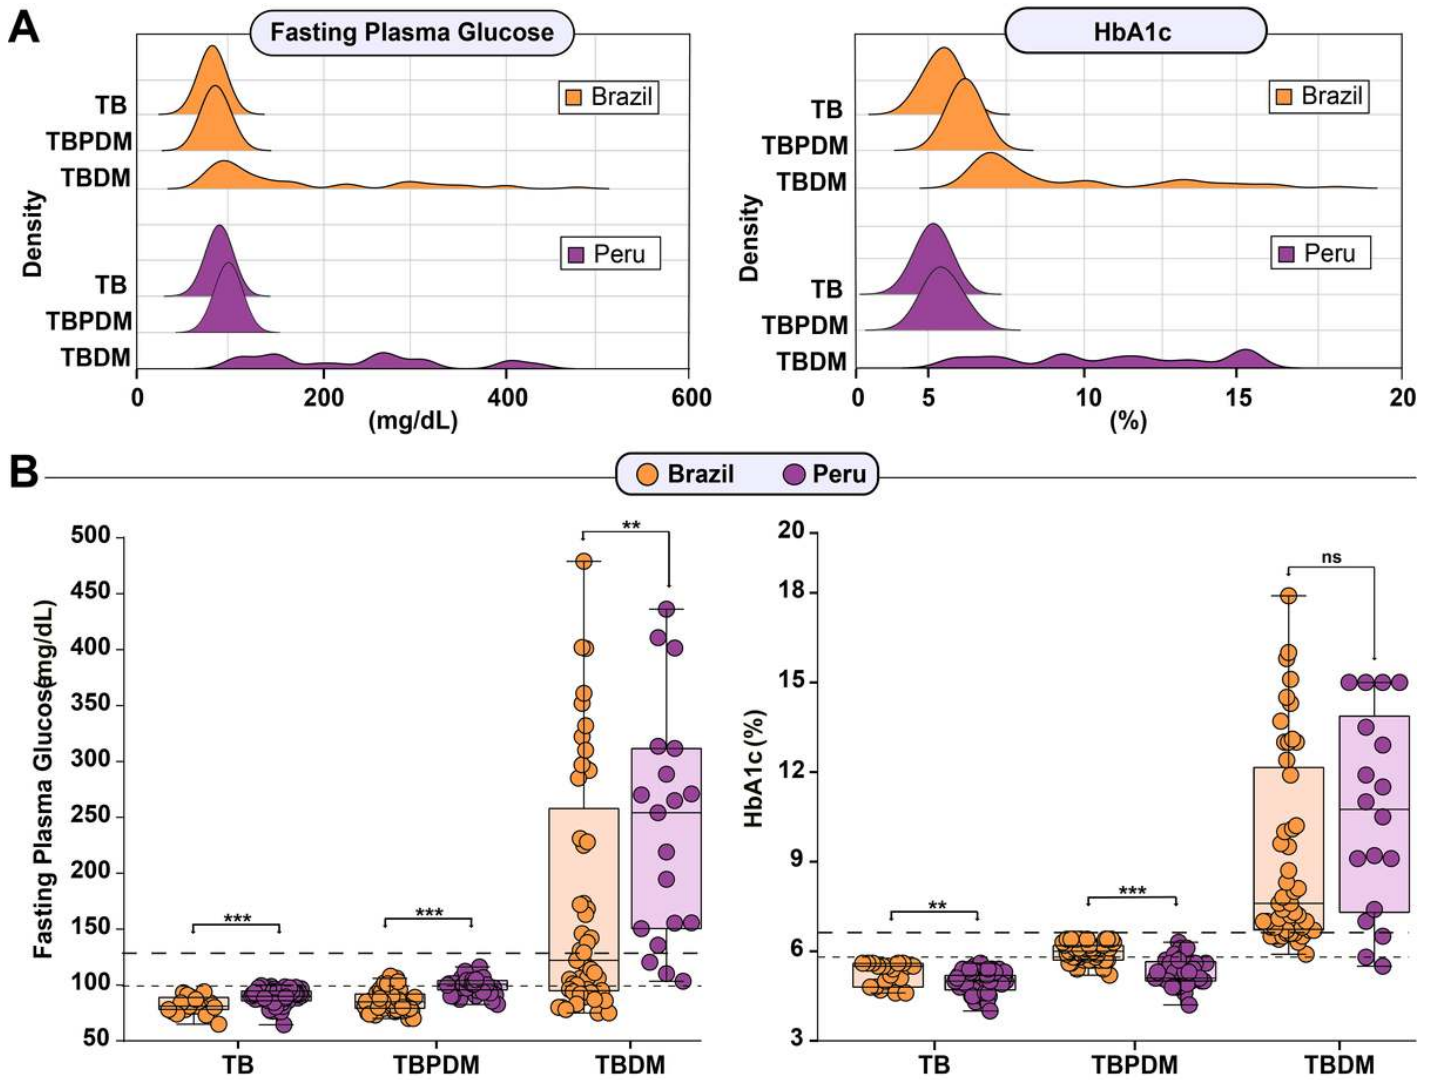 A
Fasting Plasma Glucose
HbA1c
Density
TB
TBPDM
TBDM
Brazil
TB
TBPDM
TBDM
Peru
0 200 400 600
(mg/dL)
Density
TB
TBPDM
TBDM
Brazil
TB
TBPDM
TBDM
Peru
0 5 10 15 20
(%)
B
Brazil Peru
Fasting Plasma Glucose(mg/dL)
500
450
400
350
300
250
200
150
100
50
***
***
**
TB TBPDM TBDM
HbA1c (%)
20
18
15
12
9
6
3
**
***
ns
TB TBPDM TBDM